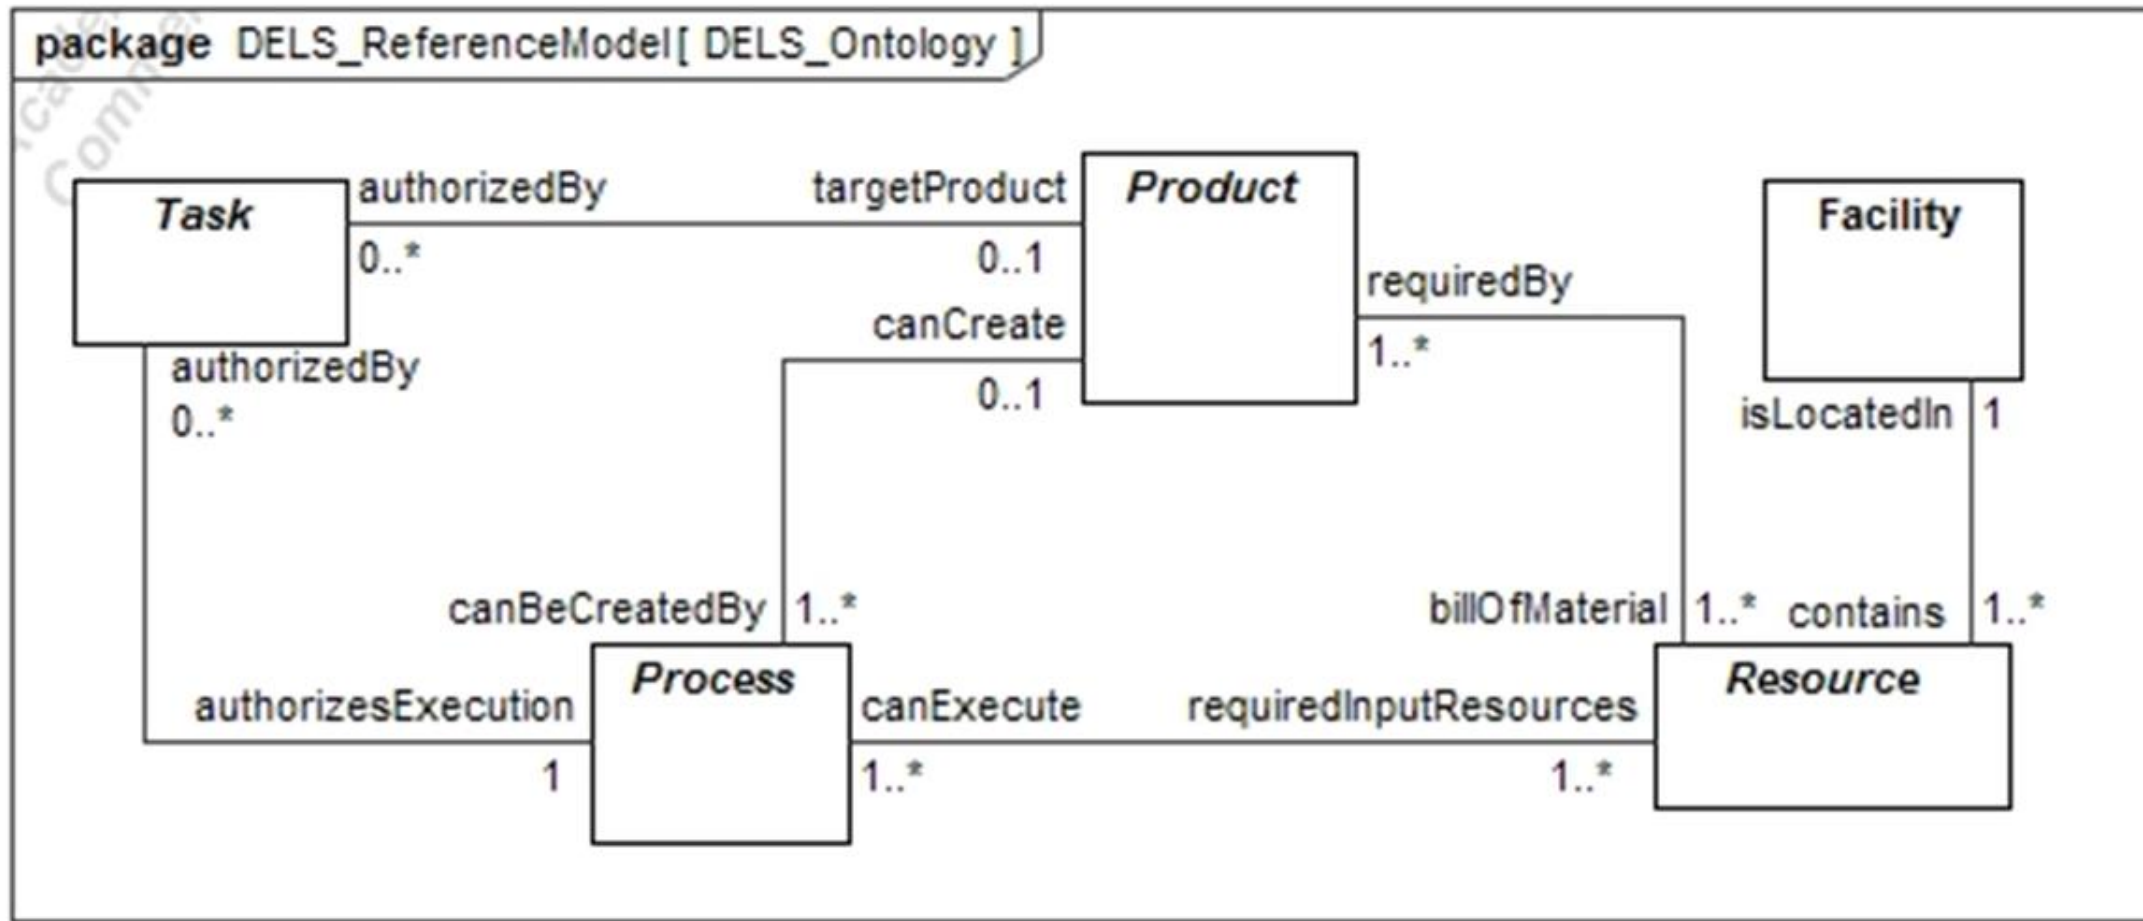 package DELS_ReferenceModel[ DELS_Ontology ]
Task
authorizedBy
0..*
targetProduct
0..1
Product
Facility
canCreate
0..1
requiredBy
1..*
authorizedBy
0..*
isLocatedIn 1
canBeCreatedBy 1..*
billOfMaterial 1..*
contains 1..*
Process
Resource
authorizesExecution
1
canExecute
1..*
requiredInputResources
1..*